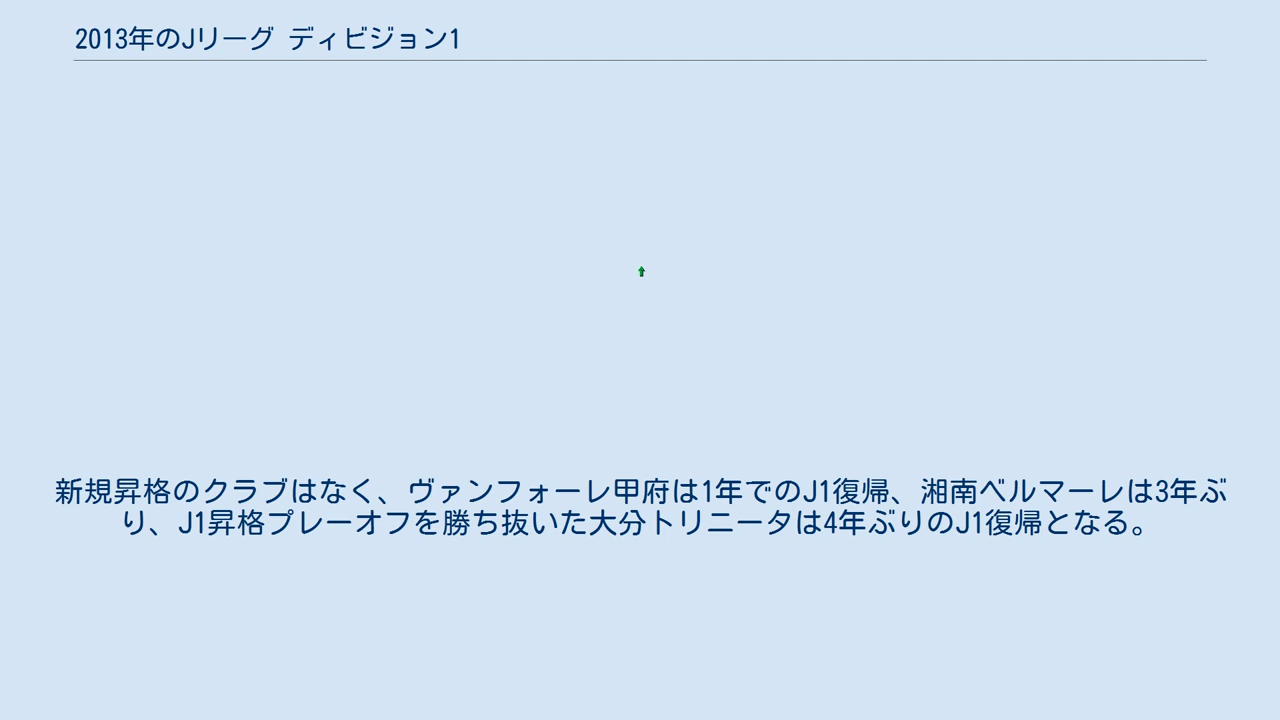 2013年のJリーグ ディビジョン1
新規昇格のクラブはなく、ヴァンフォーレ甲府は1年でのJ1復帰、湘南ベルマーレは3年ぶ
り、J1昇格プレーオフを勝ち抜いた大分トリニータは4年ぶりのJ1復帰となる。